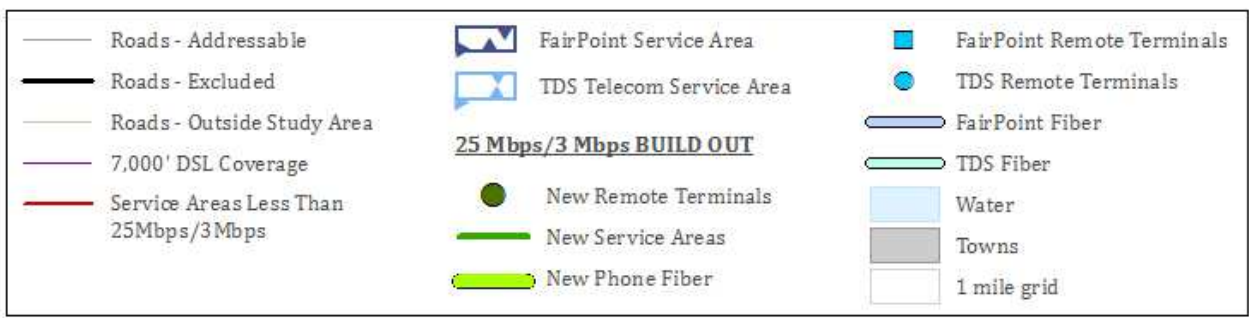 Roads - Addressable
Roads - Excluded
Roads - Outside Study Area
7,000' DSL Coverage
Service Areas Less Than
25Mbps/3Mbps
FairPoint Service Area
TDS Telecom Service Area
25 Mbps/3 Mbps BUILD OUT
New Remote Terminals
New Service Areas
New Phone Fiber
FairPoint Remote Terminals
TDS Remote Terminals
FairPoint Fiber
TDS Fiber
Water
Towns
1 mile grid